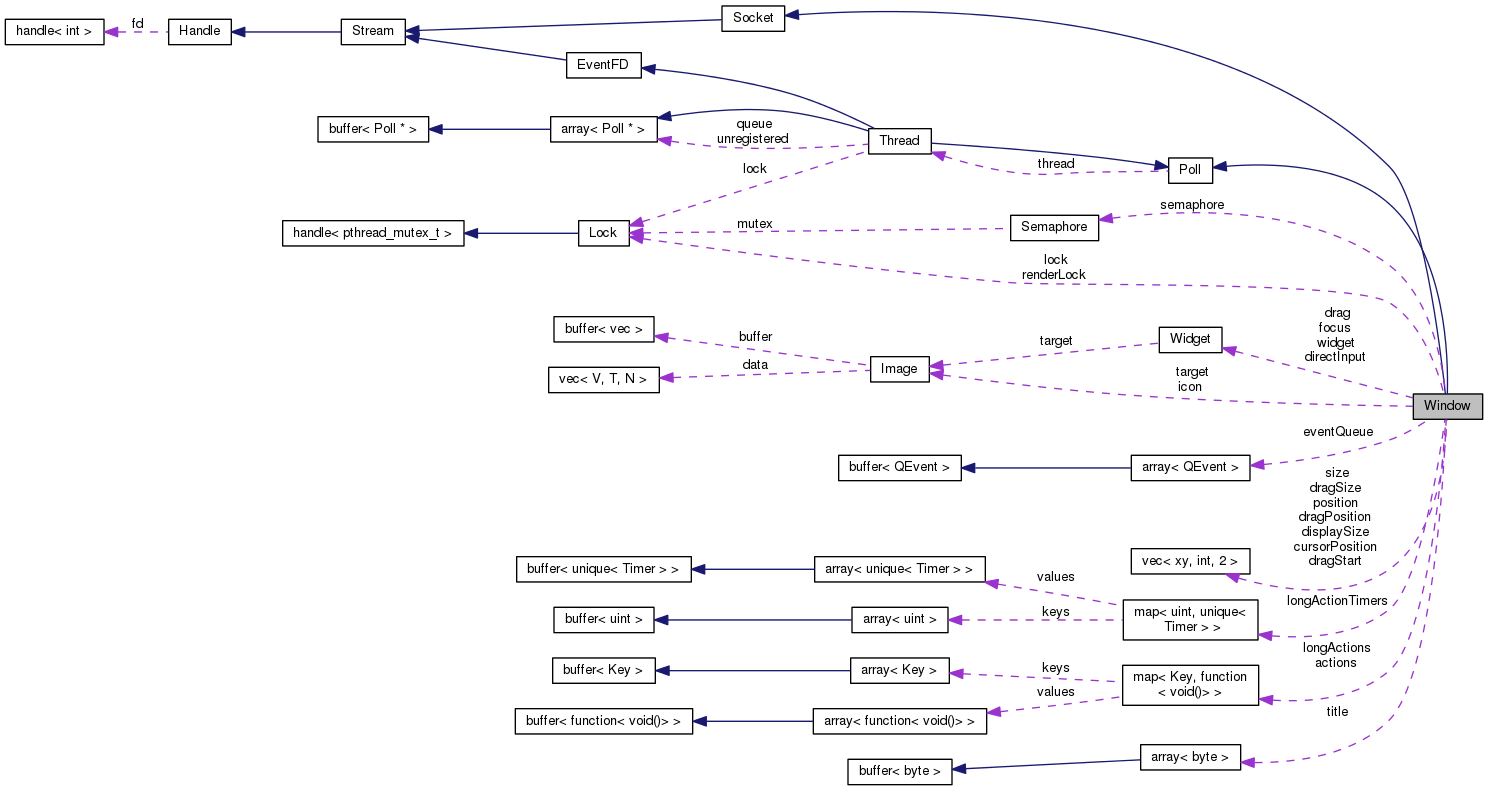 Socket
fd
handle< int >
Handle
Stream
EventFD
buffer< Poll * >
array< Poll * >
queue
unregistered
Thread
thread
Poll
lock
semaphore
handle< pthread_mutex_t >
Lock
mutex
Semaphore
lock
renderLock
buffer< vec >
buffer
target
Widget
drag
focus
widget
directInput
vec< V, T, N >
data
Image
target
icon
Window
eventQueue
buffer< QEvent >
array< QEvent >
size
dragSize
position
dragPosition
displaySize
cursorPosition
dragStart
vec< xy, int, 2 >
buffer< unique< Timer > >
array< unique< Timer > >
values
longActionTimers
buffer< uint >
array< uint >
keys
map< uint, unique<
Timer > >
longActions
actions
buffer< Key >
array< Key >
keys
map< Key, function
< void()> >
values
buffer< function< void()> >
array< function< void()> >
title
buffer< byte >
array< byte >